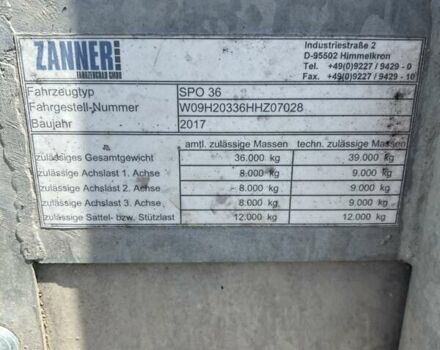 ZANNER
FAHRZEUGBAU GMBH
Industriestraße 2
D-95502 Himmelkron
Tel. +49(0)9227 / 9429 - 0
Fax. +49(0)9227 / 9429 - 10
Fahrzeugtyp SPO 36
Fahrgestell-Nummer W09H20336HHZ07028
Baujahr 2017
amtl. zulässige Massen techn. zulässige Massen
zulässiges Gesamtgewicht 36.000 kg 39.000 kg
zulässige Achslast 1. Achse 8.000 kg 9.000 kg
zulässige Achslast 2. Achse 8.000 kg 9.000 kg
zulässige Achslast 3. Achse 8.000 kg 9.000 kg
zulässige Sattel- bzw. Stützlast 12.000 kg 12.000 kg